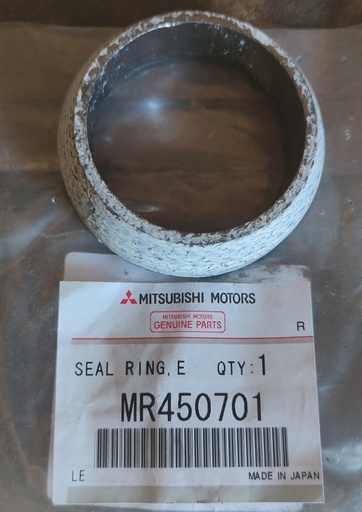 MITSUBISHI MOTORS
MITSUBISHI MOTORS
GENUINE PARTS
R
SEAL RING,E QTY:1
MR450701
LE MADE IN JAPAN